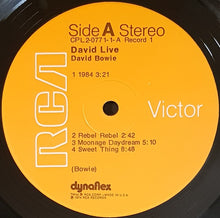 Side A Stereo
CPL 2-0771-1-A Record 1
David Live
David Bowie
1 1984 3:21
RCA
Victor
2 Rebel Rebel 2:42
3 Moonage Daydream 5:10
4 Sweet Thing 8:48
(Bowie)
dynaflex